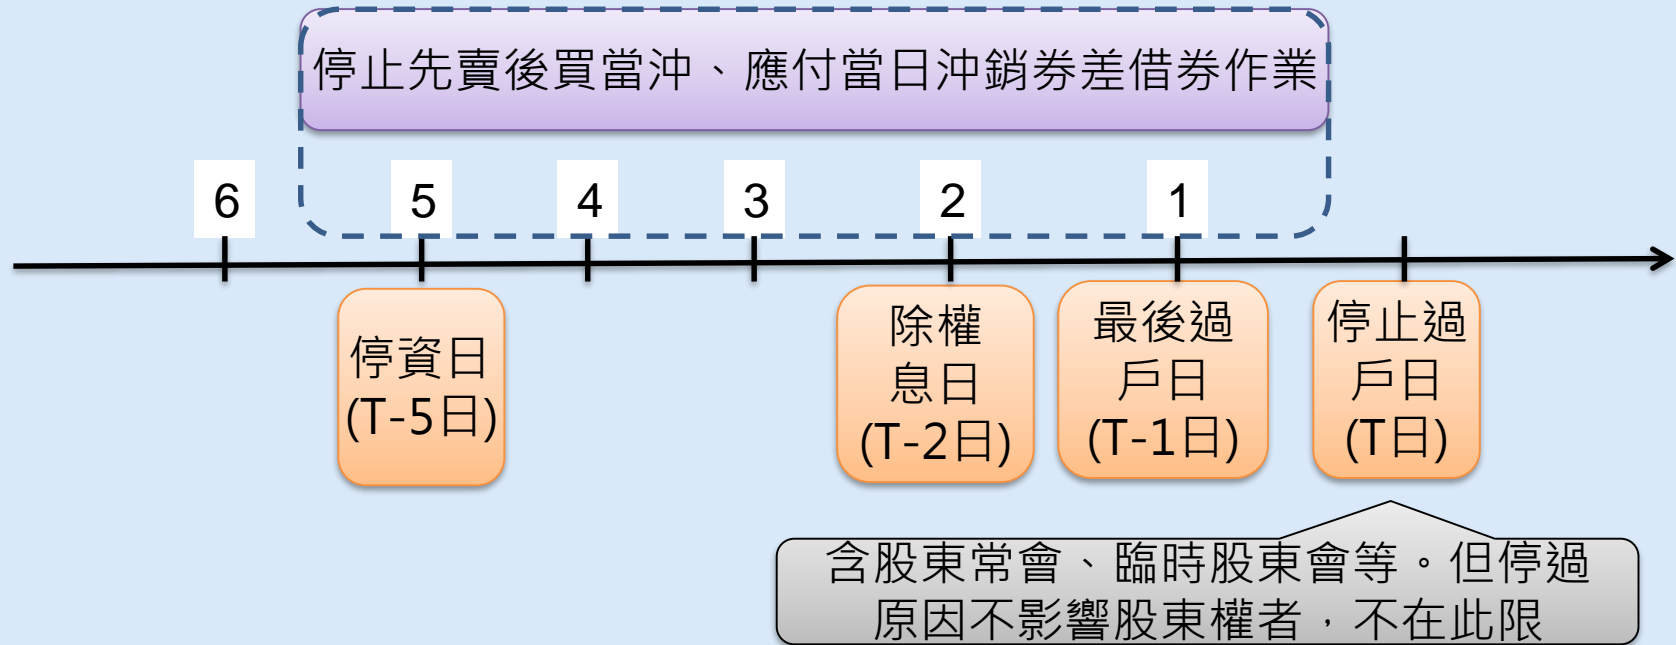 停止先賣後買當沖、應付當日沖銷券差借券作業
6
5
4
3
2
1
停資日
(T-5日)
除權
息日
(T-2日)
最後過
戶日
(T-1日)
停止過
戶日
(T日)
含股東常會、臨時股東會等。但停過
原因不影響股東權者，不在此限